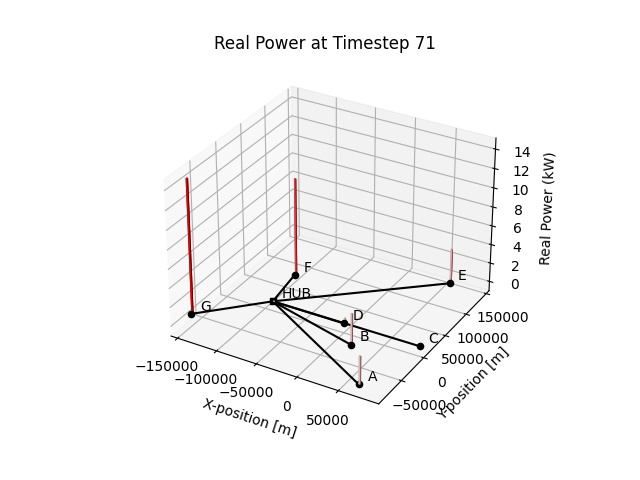 Real Power at Timestep 71
14
12
10
8
6
4
2
0
Real Power (kW)
F
HUB
E
G
D
B
C
A
150000
100000
50000
0
−50000
Y-position [m]
−150000
−100000
−50000
0
50000
X-position [m]